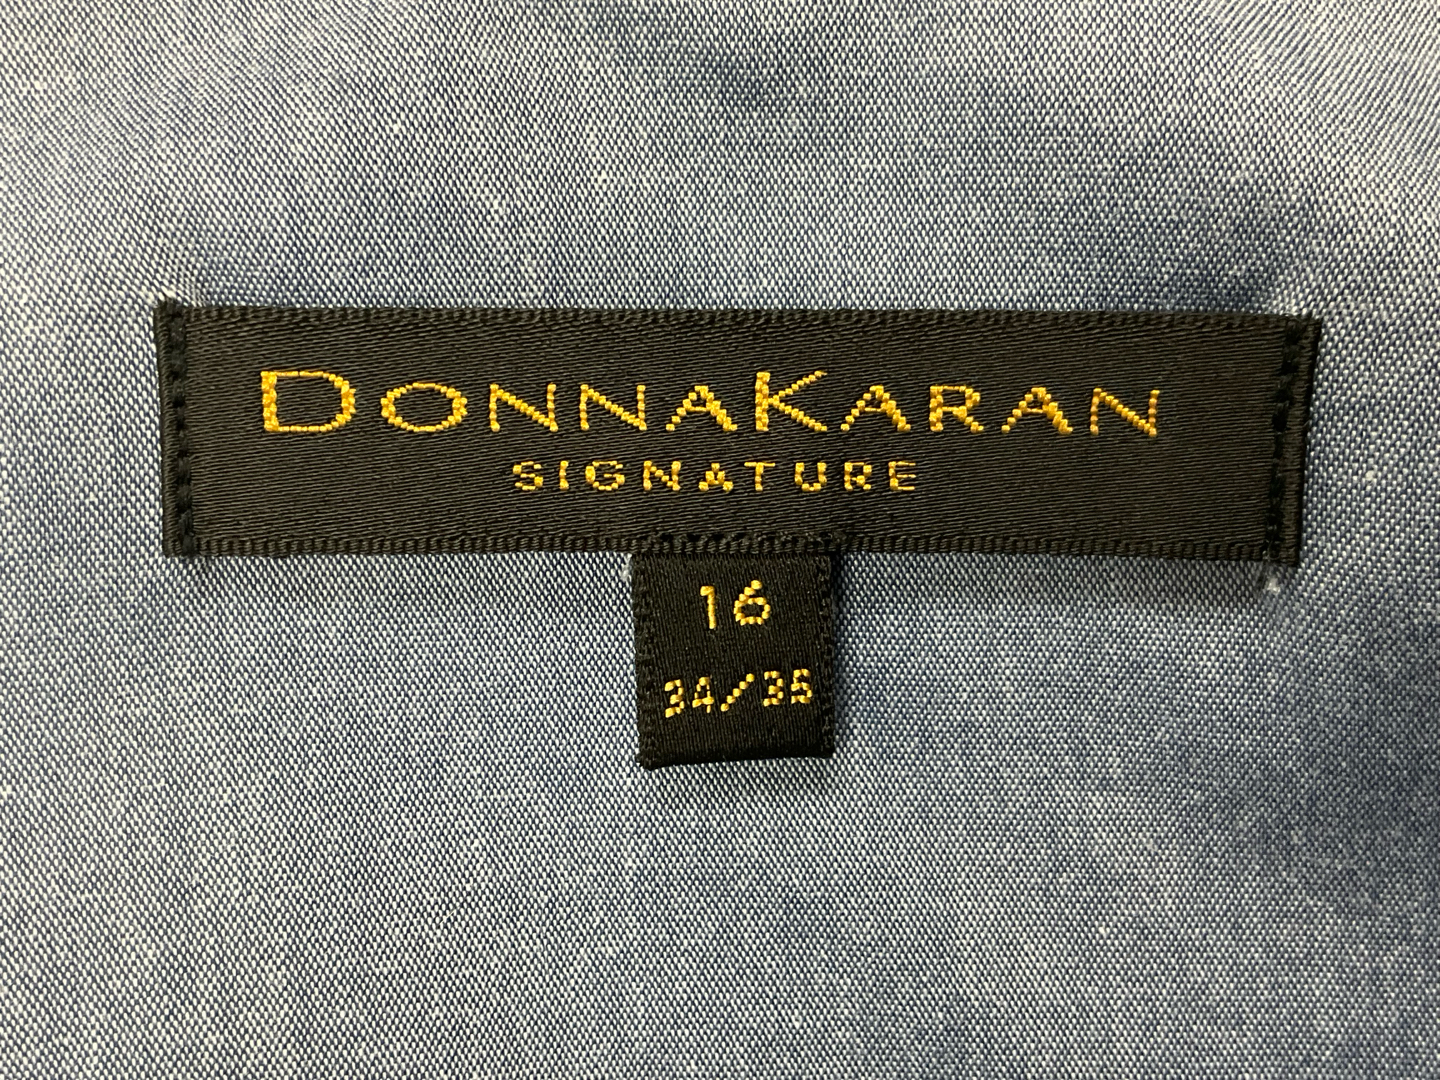 DONNAKARAN
SIGNATURE
16
34/35